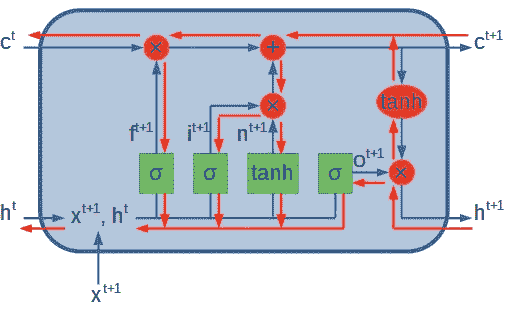 c^t × + c^t+1
tanh
×
f^t+1 i^t+1 n^t+1 o^t+1
σ σ tanh σ ×
h^t x^t+1, h^t h^t+1
x^t+1